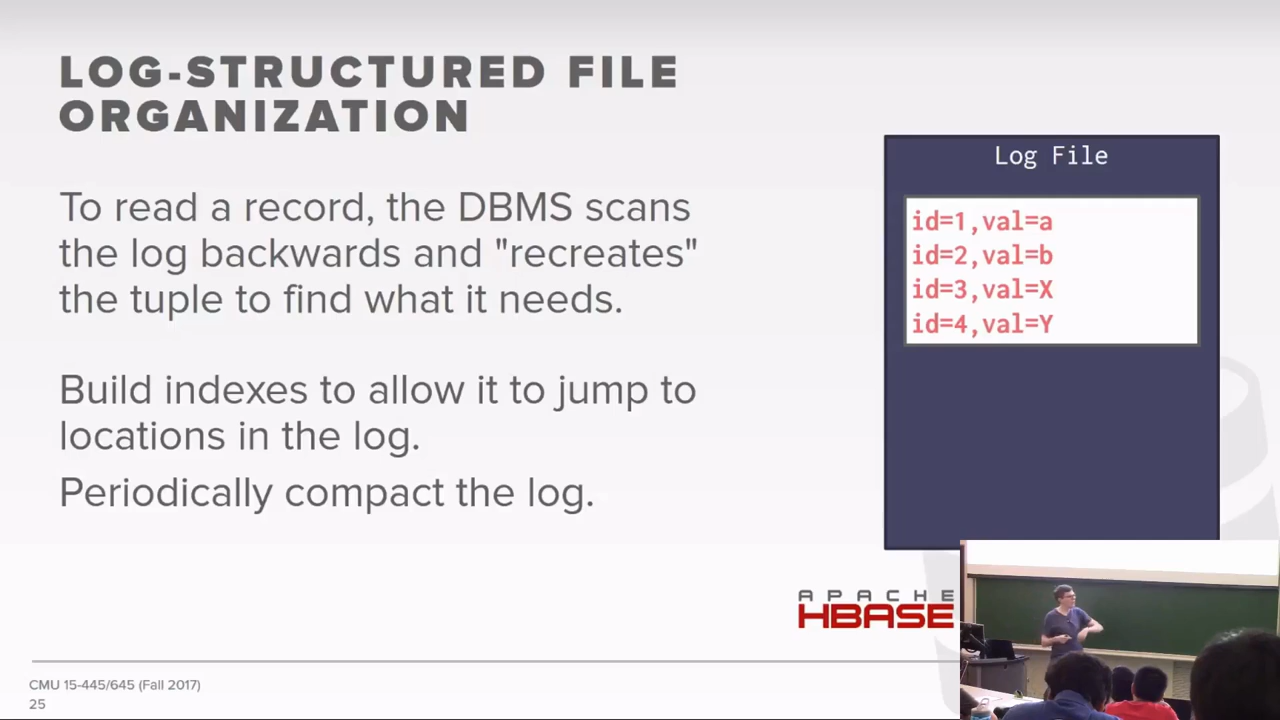 LOG-STRUCTURED FILE
ORGANIZATION
To read a record, the DBMS scans
the log backwards and "recreates"
the tuple to find what it needs.
Build indexes to allow it to jump to
locations in the log.
Periodically compact the log.
Log File
id=1,val=a
id=2,val=b
id=3,val=X
id=4,val=Y
APACHE
HBASE
CMU 15-445/645 (Fall 2017)
25